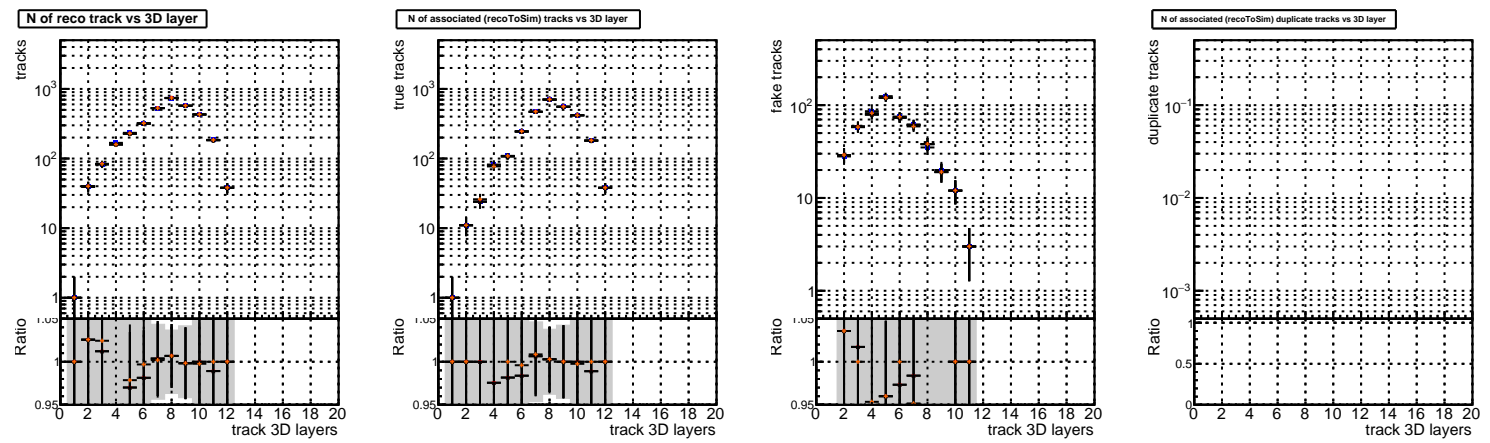 N of reco track vs 3D layer
tracks
10³
10²
10
1
Ratio
1.05
1
0.95
0 2 4 6 8 10 12 14 16 18 20
track 3D layers
N of associated (recoToSim) tracks vs 3D layer
true tracks
10³
10²
10
1
Ratio
1.05
1
0.95
0 2 4 6 8 10 12 14 16 18 20
track 3D layers
fake tracks
10²
10
1
Ratio
1.05
1
0.95
0 2 4 6 8 10 12 14 16 18 20
track 3D layers
N of associated (recoToSim) duplicate tracks vs 3D layer
duplicate tracks
10⁻¹
10⁻²
10⁻³
Ratio
1
0.5
0
0 2 4 6 8 10 12 14 16 18 20
track 3D layers